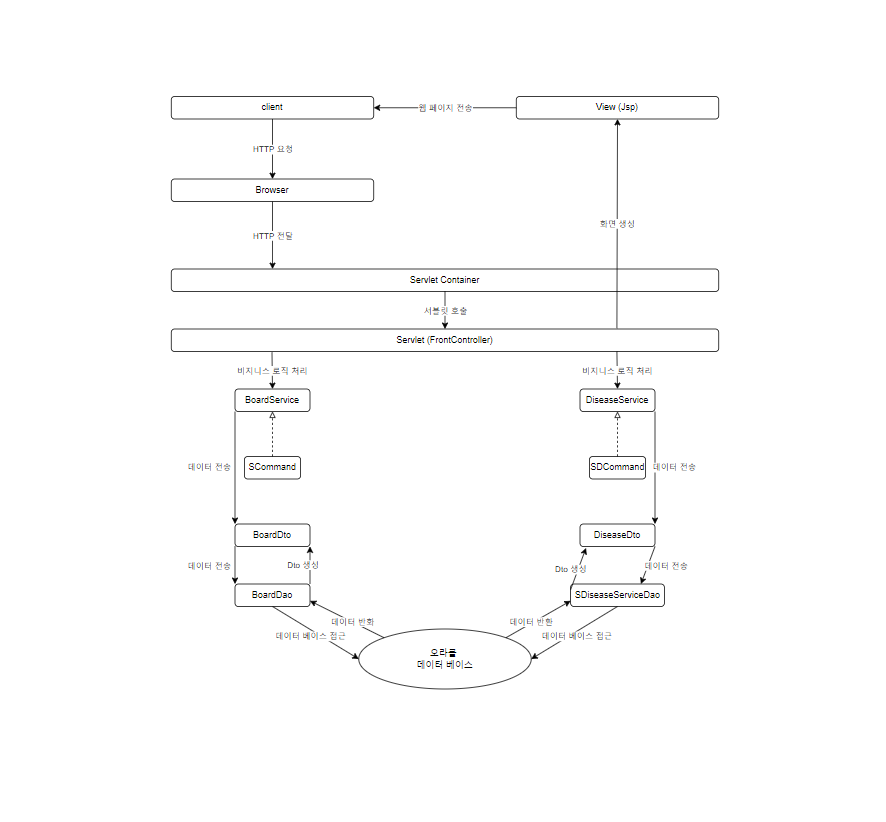 client
웹 페이지 전송
View (Jsp)
HTTP 요청
Browser
화면 생성
HTTP 전달
Servlet Container
서블릿 호출
Servlet (FrontController)
비지니스 로직 처리
비지니스 로직 처리
BoardService
DiseaseService
데이터 전송
SCommand
SDCommand
데이터 전송
BoardDto
DiseaseDto
데이터 전송
Dto 생성
Dto 생성
데이터 전송
BoardDao
SDiseaseServiceDao
데이터 반화
데이터 반환
데이터 베이스 접근
데이터 베이스 접근
오라클
데이터 베이스